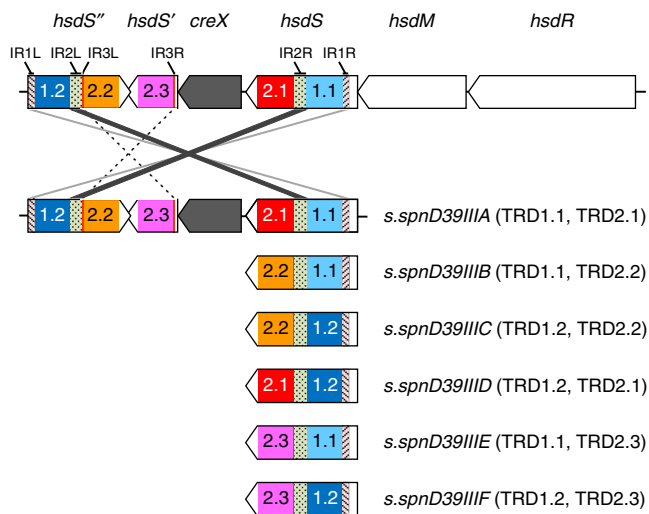 hsdS″ hsdS′ creX hsdS hsdM hsdR
IR1L IR2L IR3L IR3R IR2R IR1R
1.2 2.2 2.3 2.1 1.1
1.2 2.2 2.3 2.1 1.1 s.spnD39IIIA (TRD1.1, TRD2.1)
2.2 1.1 s.spnD39IIIB (TRD1.1, TRD2.2)
2.2 1.2 s.spnD39IIIC (TRD1.2, TRD2.2)
2.1 1.2 s.spnD39IIID (TRD1.2, TRD2.1)
2.3 1.1 s.spnD39IIIE (TRD1.1, TRD2.3)
2.3 1.2 s.spnD39IIIF (TRD1.2, TRD2.3)